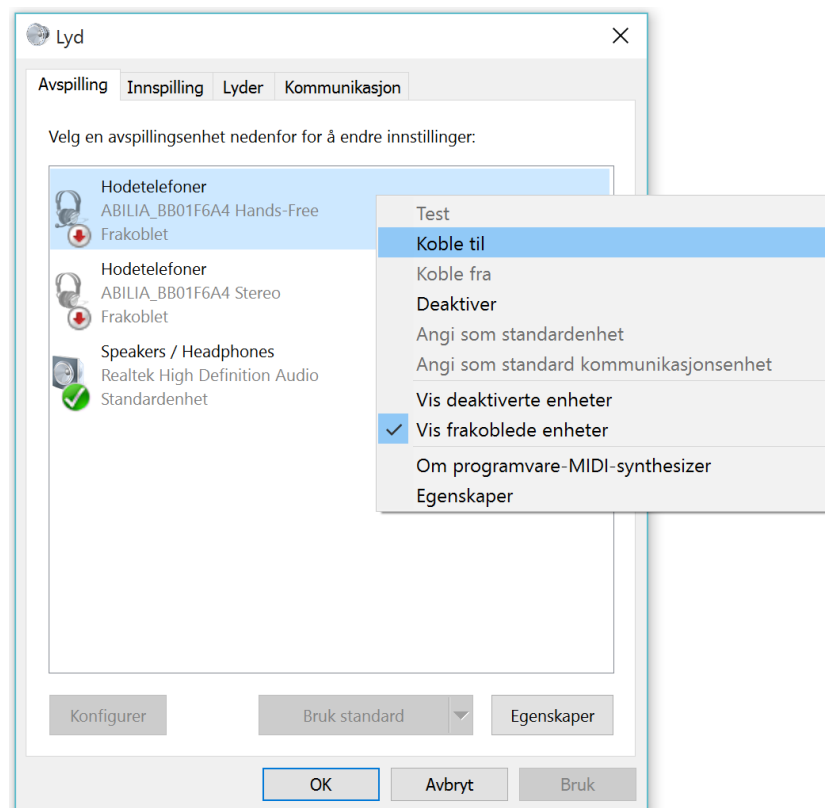 Lyd
Avspilling Innspilling Lyder Kommunikasjon
Velg en avspillingsenhet nedenfor for å endre innstillinger:
Hodetelefoner
ABILIA_BB01F6A4 Hands-Free
Frakoblet
Hodetelefoner
ABILIA_BB01F6A4 Stereo
Frakoblet
Speakers / Headphones
Realtek High Definition Audio
Standardenhet
Test
Koble til
Koble fra
Deaktiver
Angi som standardenhet
Angi som standard kommunikasjonsenhet
Vis deaktiverte enheter
Vis frakoblede enheter
Om programvare-MIDI-synthesizer
Egenskaper
Konfigurer Bruk standard Egenskaper
OK Avbryt Bruk